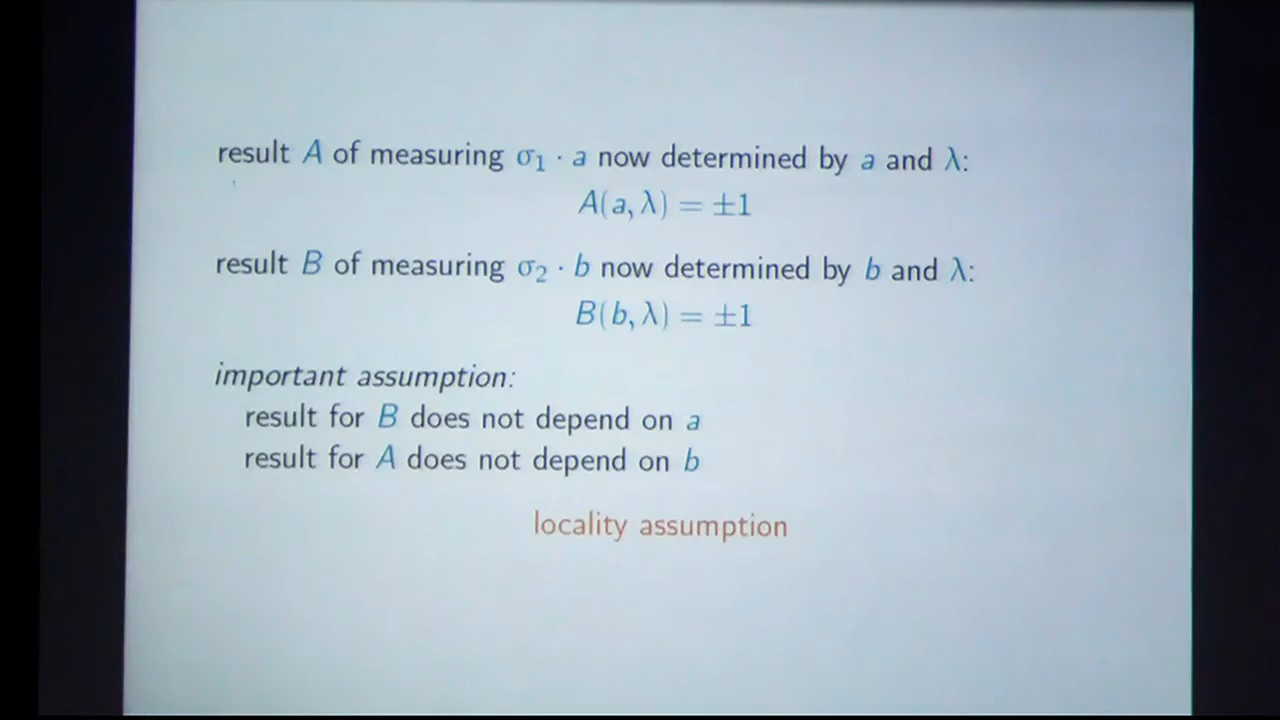 result A of measuring σ₁ · a now determined by a and λ:
A(a, λ) = ±1
result B of measuring σ₂ · b now determined by b and λ:
B(b, λ) = ±1
important assumption:
result for B does not depend on a
result for A does not depend on b
locality assumption